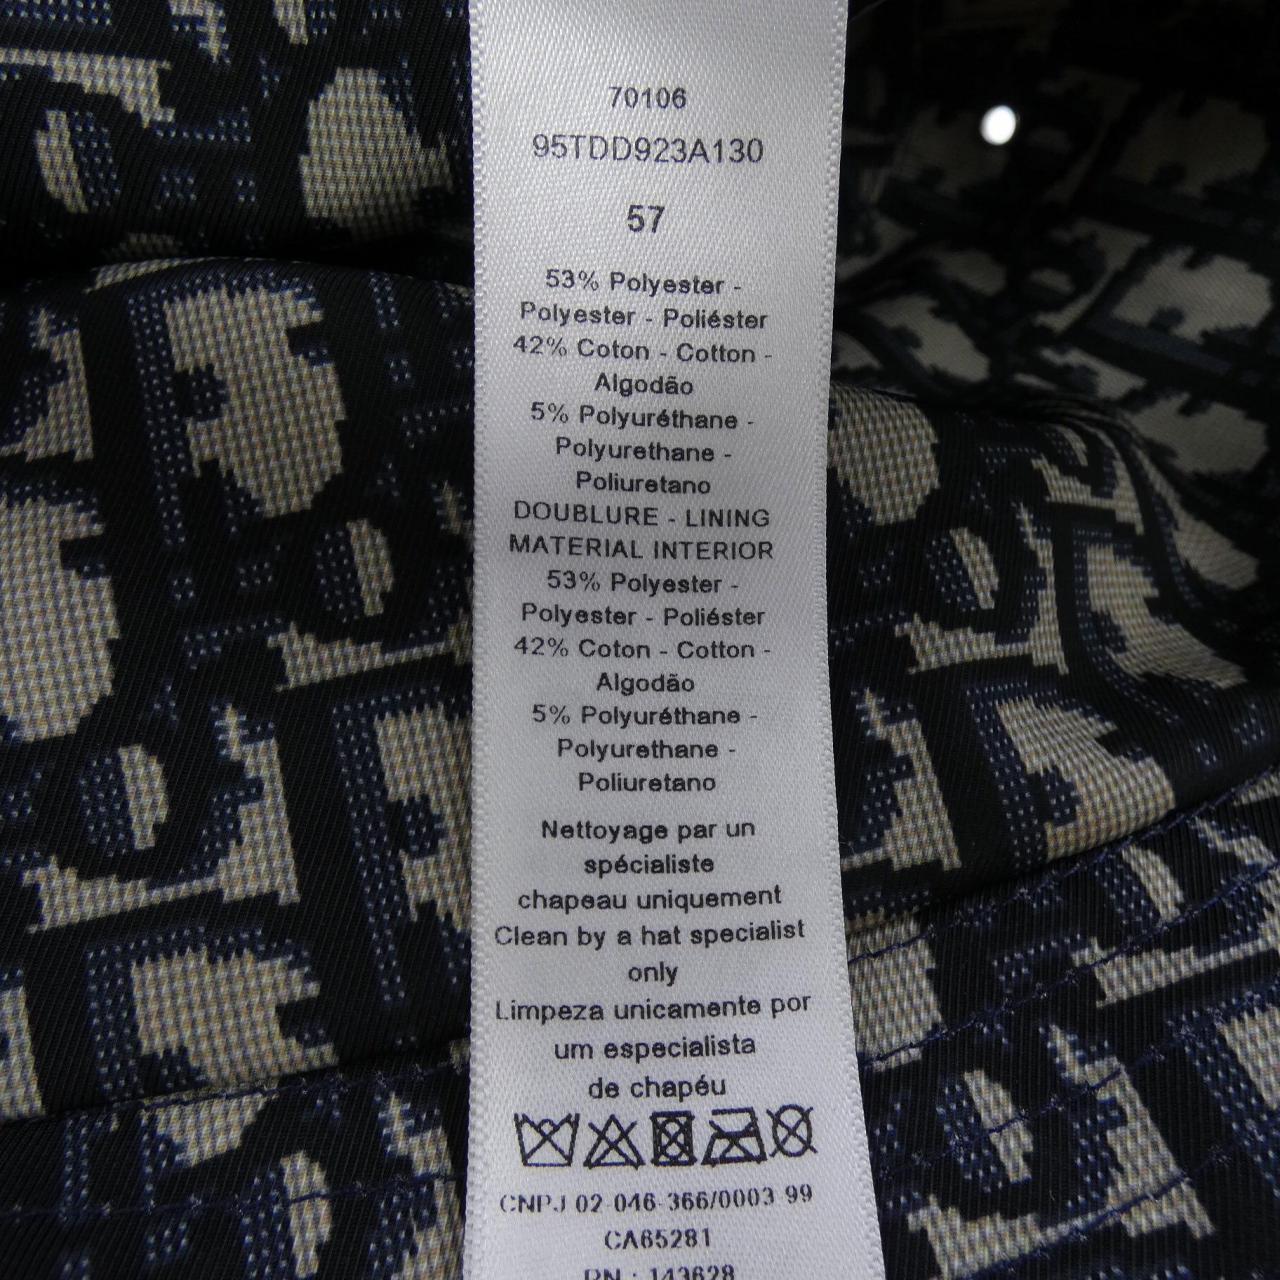 70106
95TDD923A130
57
53% Polyester -
Polyester - Poliéster
42% Coton - Cotton -
Algodão
5% Polyuréthane -
Polyurethane -
Poliuretano
DOUBLURE - LINING
MATERIAL INTERIOR
53% Polyester -
Polyester - Poliéster
42% Coton - Cotton -
Algodão
5% Polyuréthane -
Polyurethane -
Poliuretano
Nettoyage par un
spécialiste
chapeau uniquement
Clean by a hat specialist
only
Limpeza unicamente por
um especialista
de chapéu
CNPJ 02-046-366/0003 99
CA65281
RN : 143628